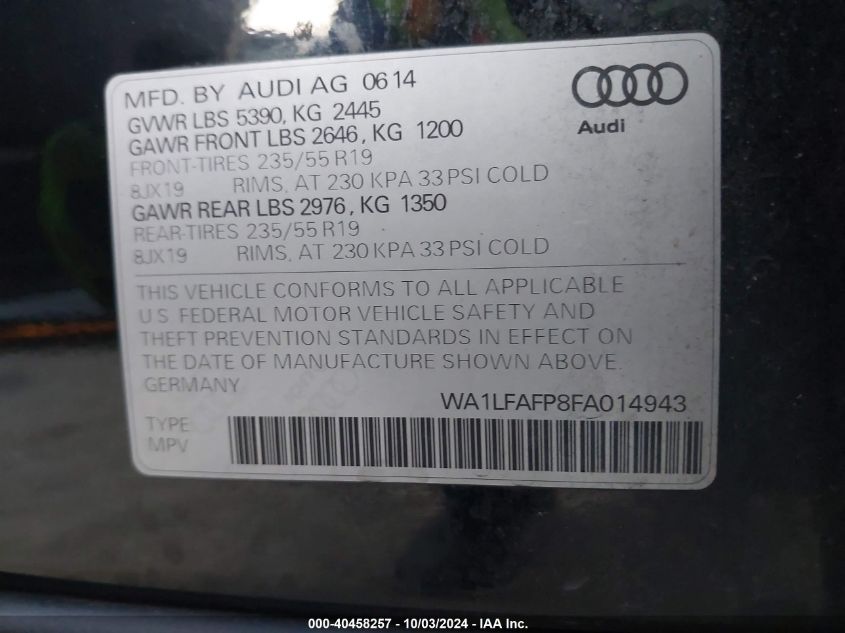 MFD. BY AUDI AG 06 14
GVWR LBS 5390, KG 2445
GAWR FRONT LBS 2646, KG 1200
FRONT-TIRES 235/55 R19
8JX19 RIMS, AT 230 KPA 33 PSI COLD
GAWR REAR LBS 2976, KG 1350
REAR-TIRES 235/55 R19
8JX19 RIMS, AT 230 KPA 33 PSI COLD
Audi
THIS VEHICLE CONFORMS TO ALL APPLICABLE
U.S. FEDERAL MOTOR VEHICLE SAFETY AND
THEFT PREVENTION STANDARDS IN EFFECT ON
THE DATE OF MANUFACTURE SHOWN ABOVE.
GERMANY
WA1LFAFP8FA014943
TYPE
MPV
000-40458257 - 10/03/2024 - IAA Inc.